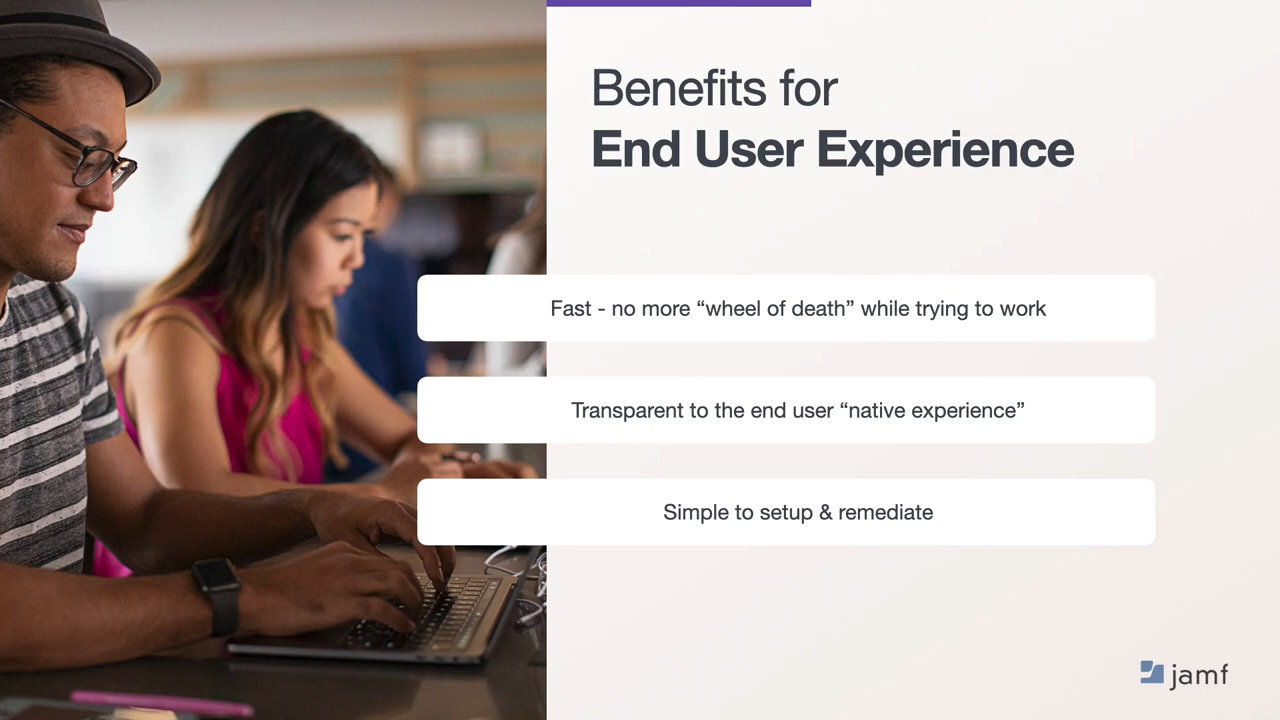 Benefits for
End User Experience
Fast - no more “wheel of death” while trying to work
Transparent to the end user “native experience”
Simple to setup & remediate
jamf